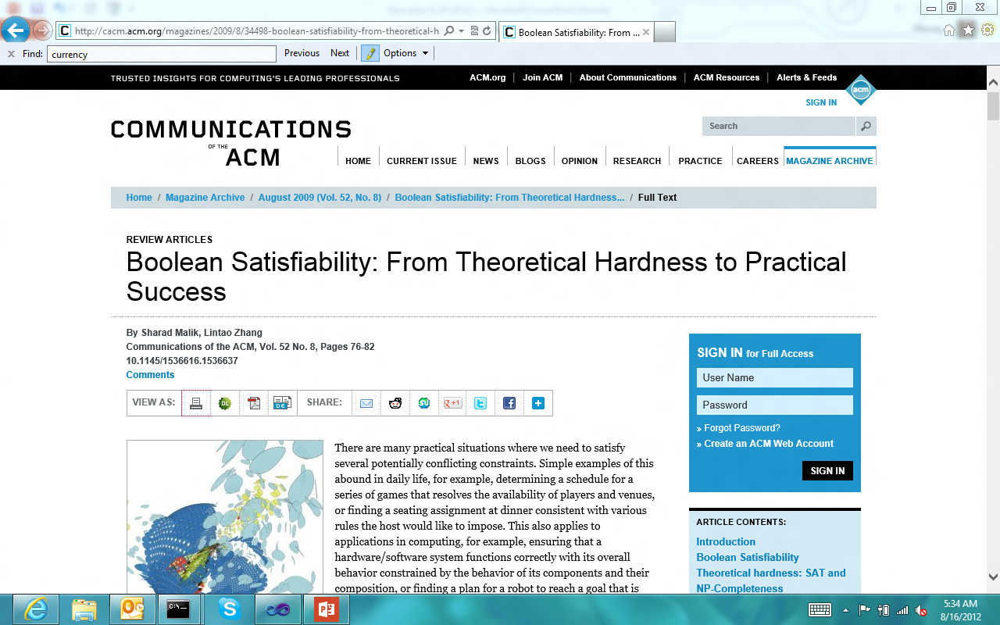 http://cacm.acm.org/magazines/2009/8/34498-boolean-satisfiability-from-theoretical-h
Boolean Satisfiability: From ...
Find: currency Previous Next Options
TRUSTED INSIGHTS FOR COMPUTING'S LEADING PROFESSIONALS
ACM.org Join ACM About Communications ACM Resources Alerts & Feeds
acm
SIGN IN
COMMUNICATIONS
OF THE
ACM
Search
HOME CURRENT ISSUE NEWS BLOGS OPINION RESEARCH PRACTICE CAREERS MAGAZINE ARCHIVE
Home / Magazine Archive / August 2009 (Vol. 52, No. 8) / Boolean Satisfiability: From Theoretical Hardness... / Full Text
REVIEW ARTICLES
Boolean Satisfiability: From Theoretical Hardness to Practical
Success
By Sharad Malik, Lintao Zhang
Communications of the ACM, Vol. 52 No. 8, Pages 76-82
10.1145/1536616.1536637
Comments
VIEW AS: DL DE SHARE: g +1
There are many practical situations where we need to satisfy
several potentially conflicting constraints. Simple examples of this
abound in daily life, for example, determining a schedule for a
series of games that resolves the availability of players and venues,
or finding a seating assignment at dinner consistent with various
rules the host would like to impose. This also applies to
applications in computing, for example, ensuring that a
hardware/software system functions correctly with its overall
behavior constrained by the behavior of its components and their
composition, or finding a plan for a robot to reach a goal that is
SIGN IN for Full Access
User Name
Password
» Forgot Password?
» Create an ACM Web Account
SIGN IN
ARTICLE CONTENTS:
Introduction
Boolean Satisfiability
Theoretical hardness: SAT and
NP-Completeness
5:34 AM
8/16/2012